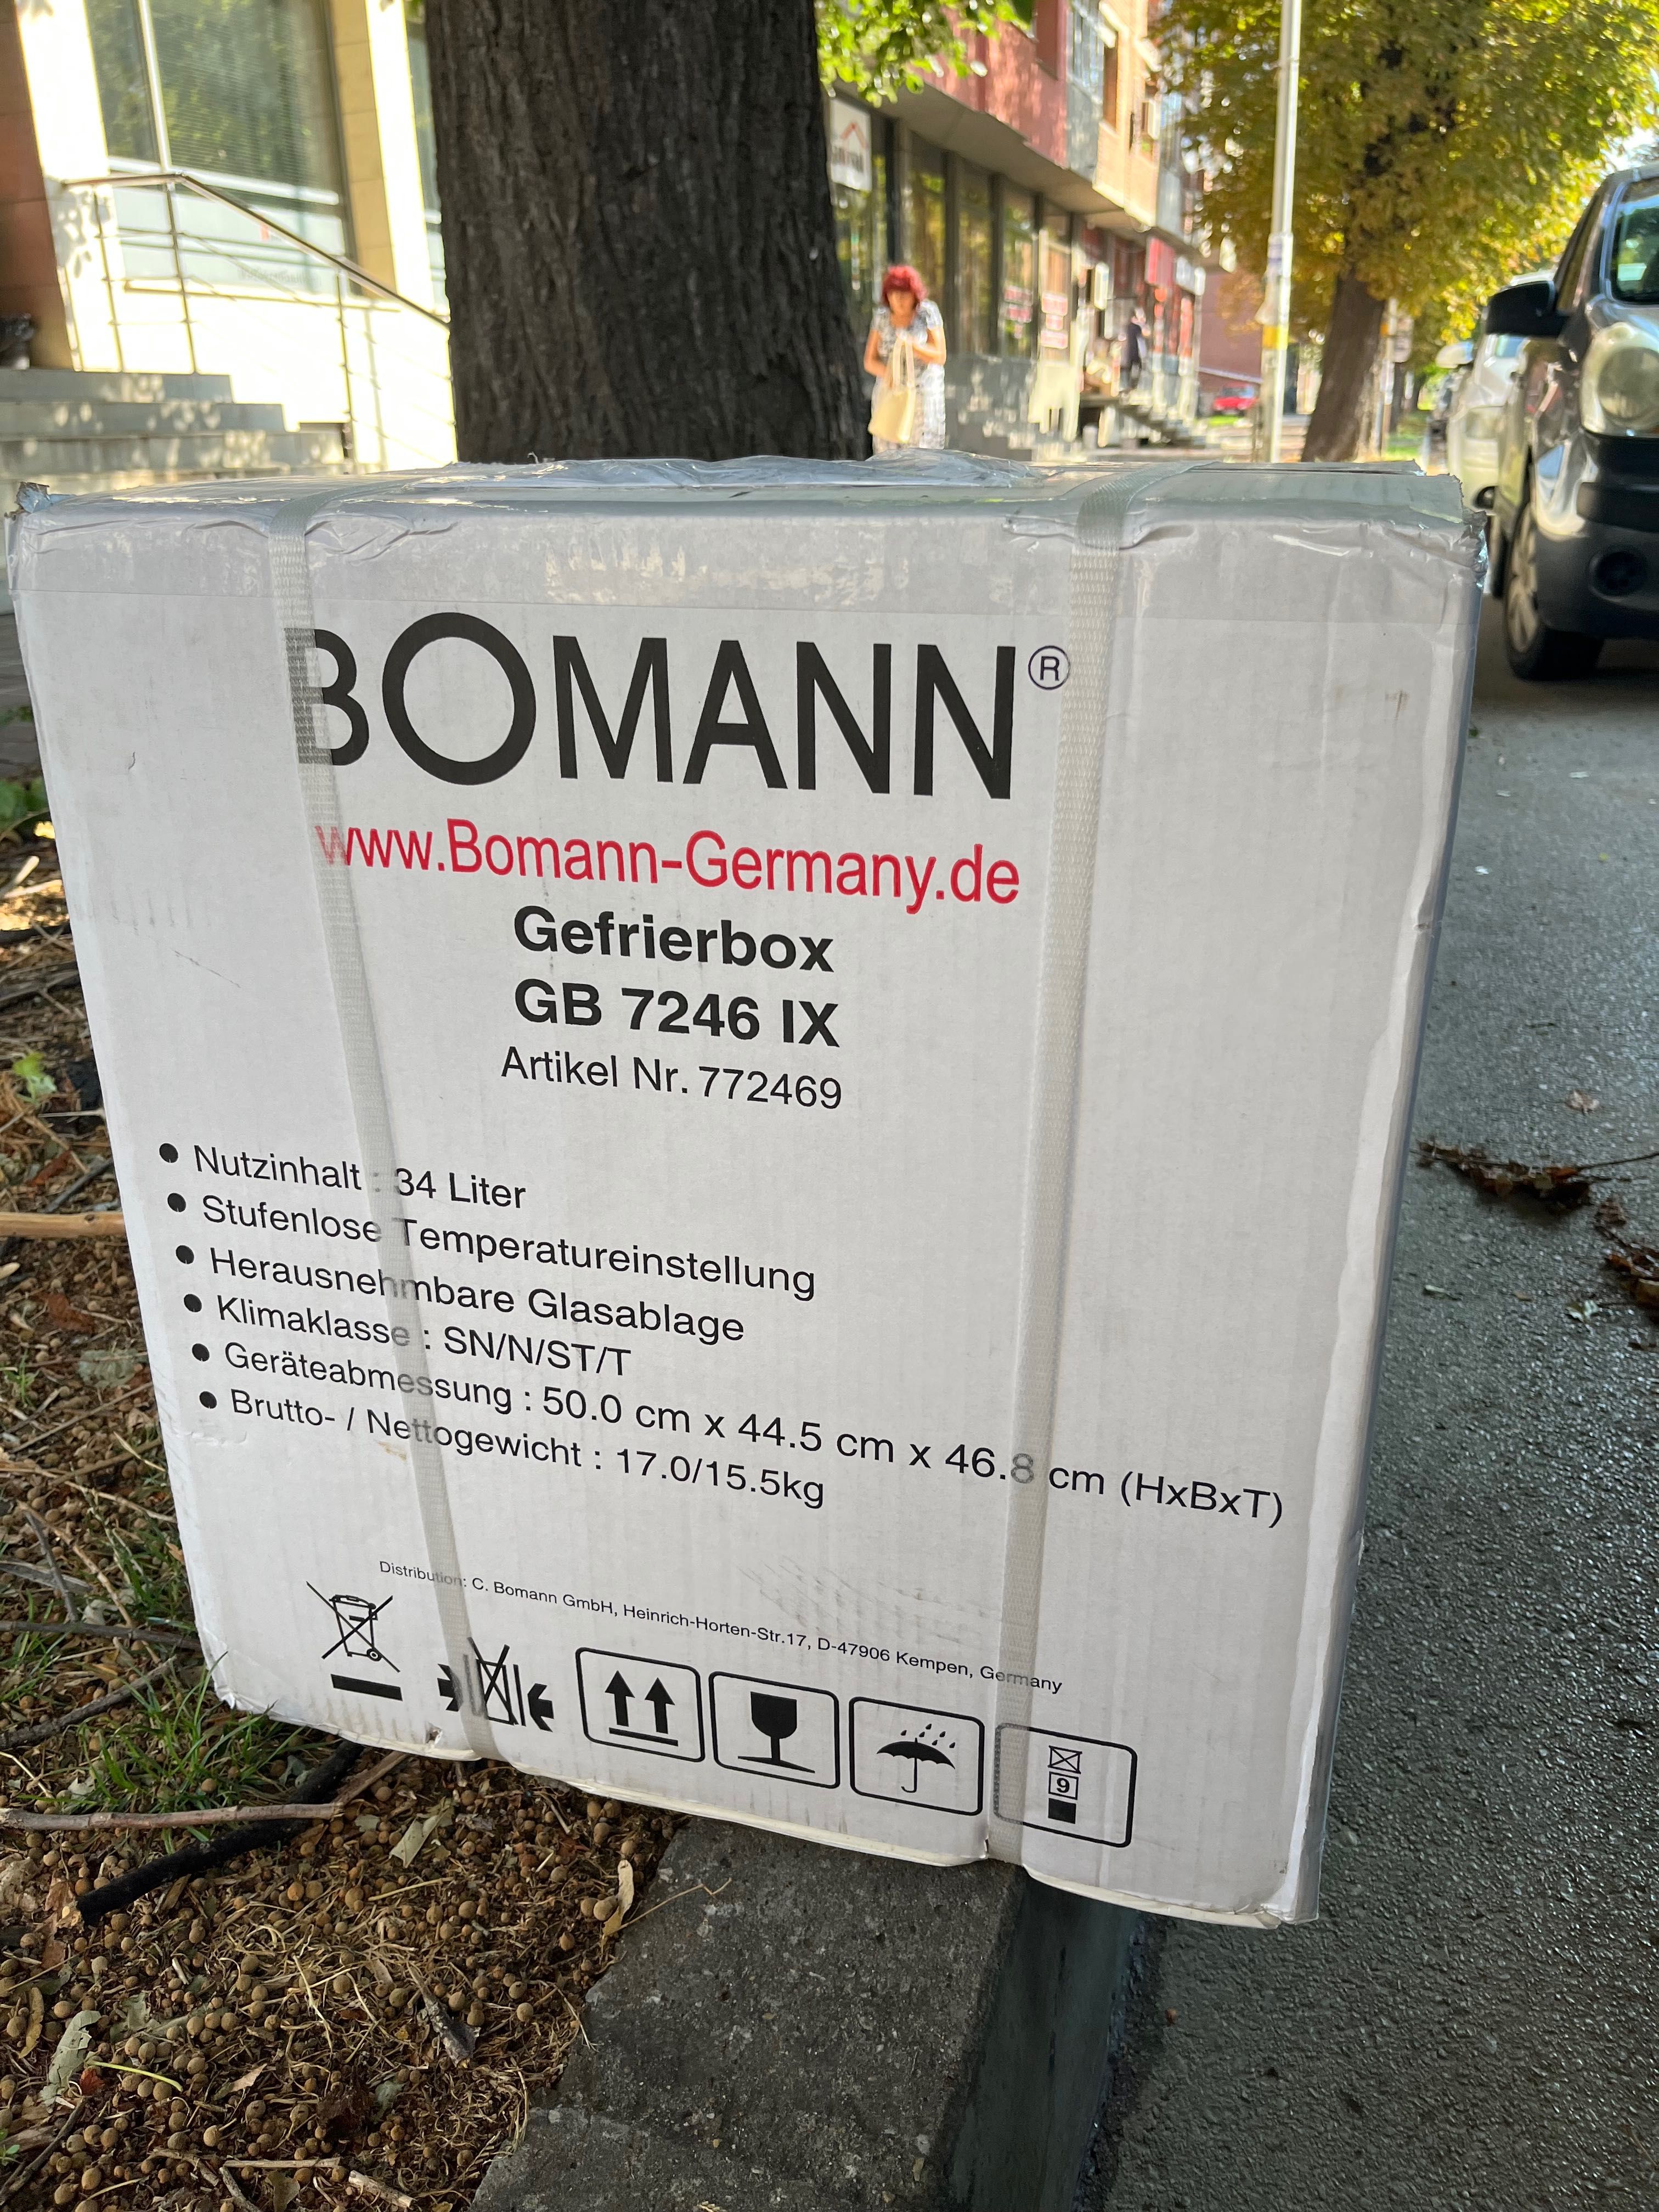 BOMANN®
www.Bomann-Germany.de
Gefrierbox
GB 7246 IX
Artikel Nr. 772469
● Nutzinhalt : 34 Liter
● Stufenlose Temperatureinstellung
● Herausnehmbare Glasablage
● Klimaklasse : SN/N/ST/T
● Geräteabmessung : 50.0 cm x 44.5 cm x 46.8 cm (HxBxT)
● Brutto- / Nettogewicht : 17.0/15.5kg
Distribution: C. Bomann GmbH, Heinrich-Horten-Str.17, D-47906 Kempen, Germany
9